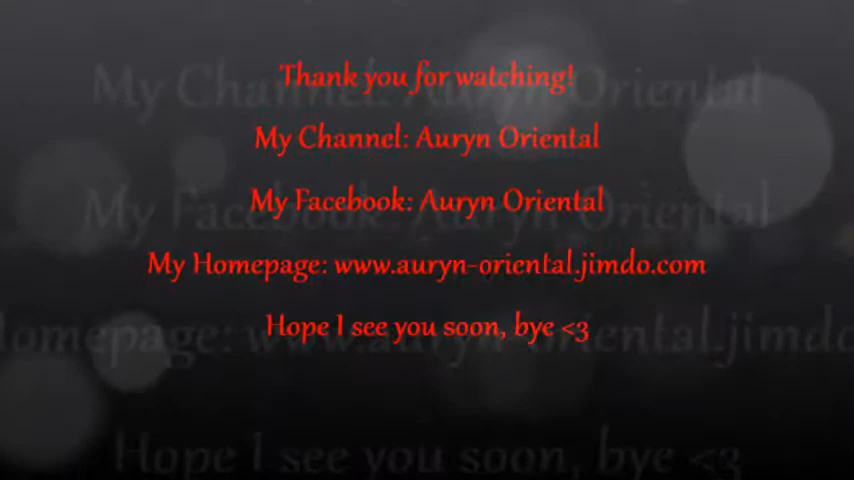 Thank you for watching!
My Channel: Auryn Oriental
My Facebook: Auryn Oriental
My Homepage: www.auryn-oriental.jimdo.com
Hope I see you soon, bye <3